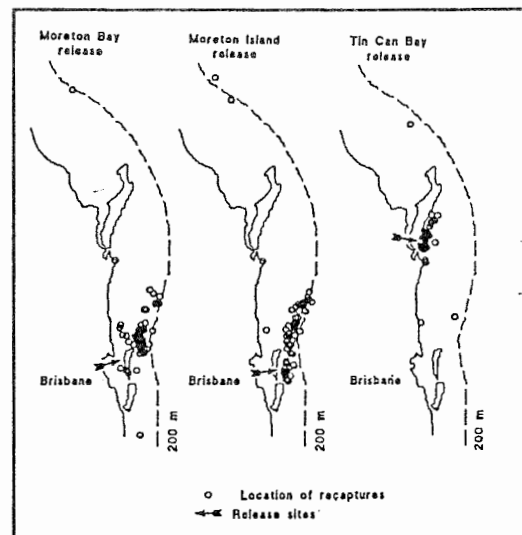 Moreton Bay
release
Moreton Island
release
Tin Can Bay
release
Brisbane
200 m
Brisbane
200 m
Brisbane
200 m
Location of recaptures
Release sites